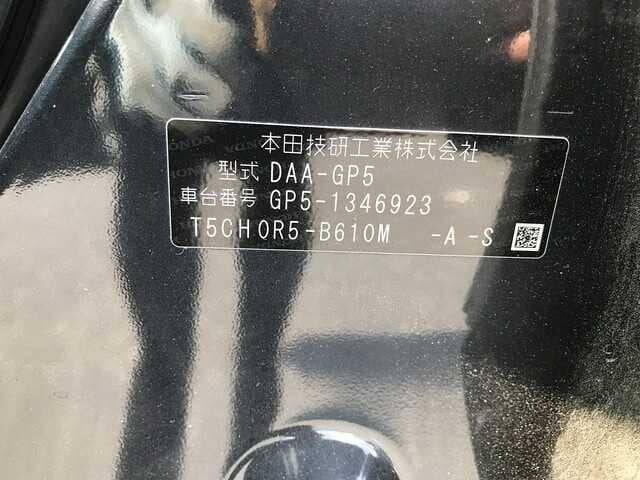 本田技研工業株式会社
型式 DAA-GP5
車台番号 GP5-1346923
T5CH0R5-B610M -A -S